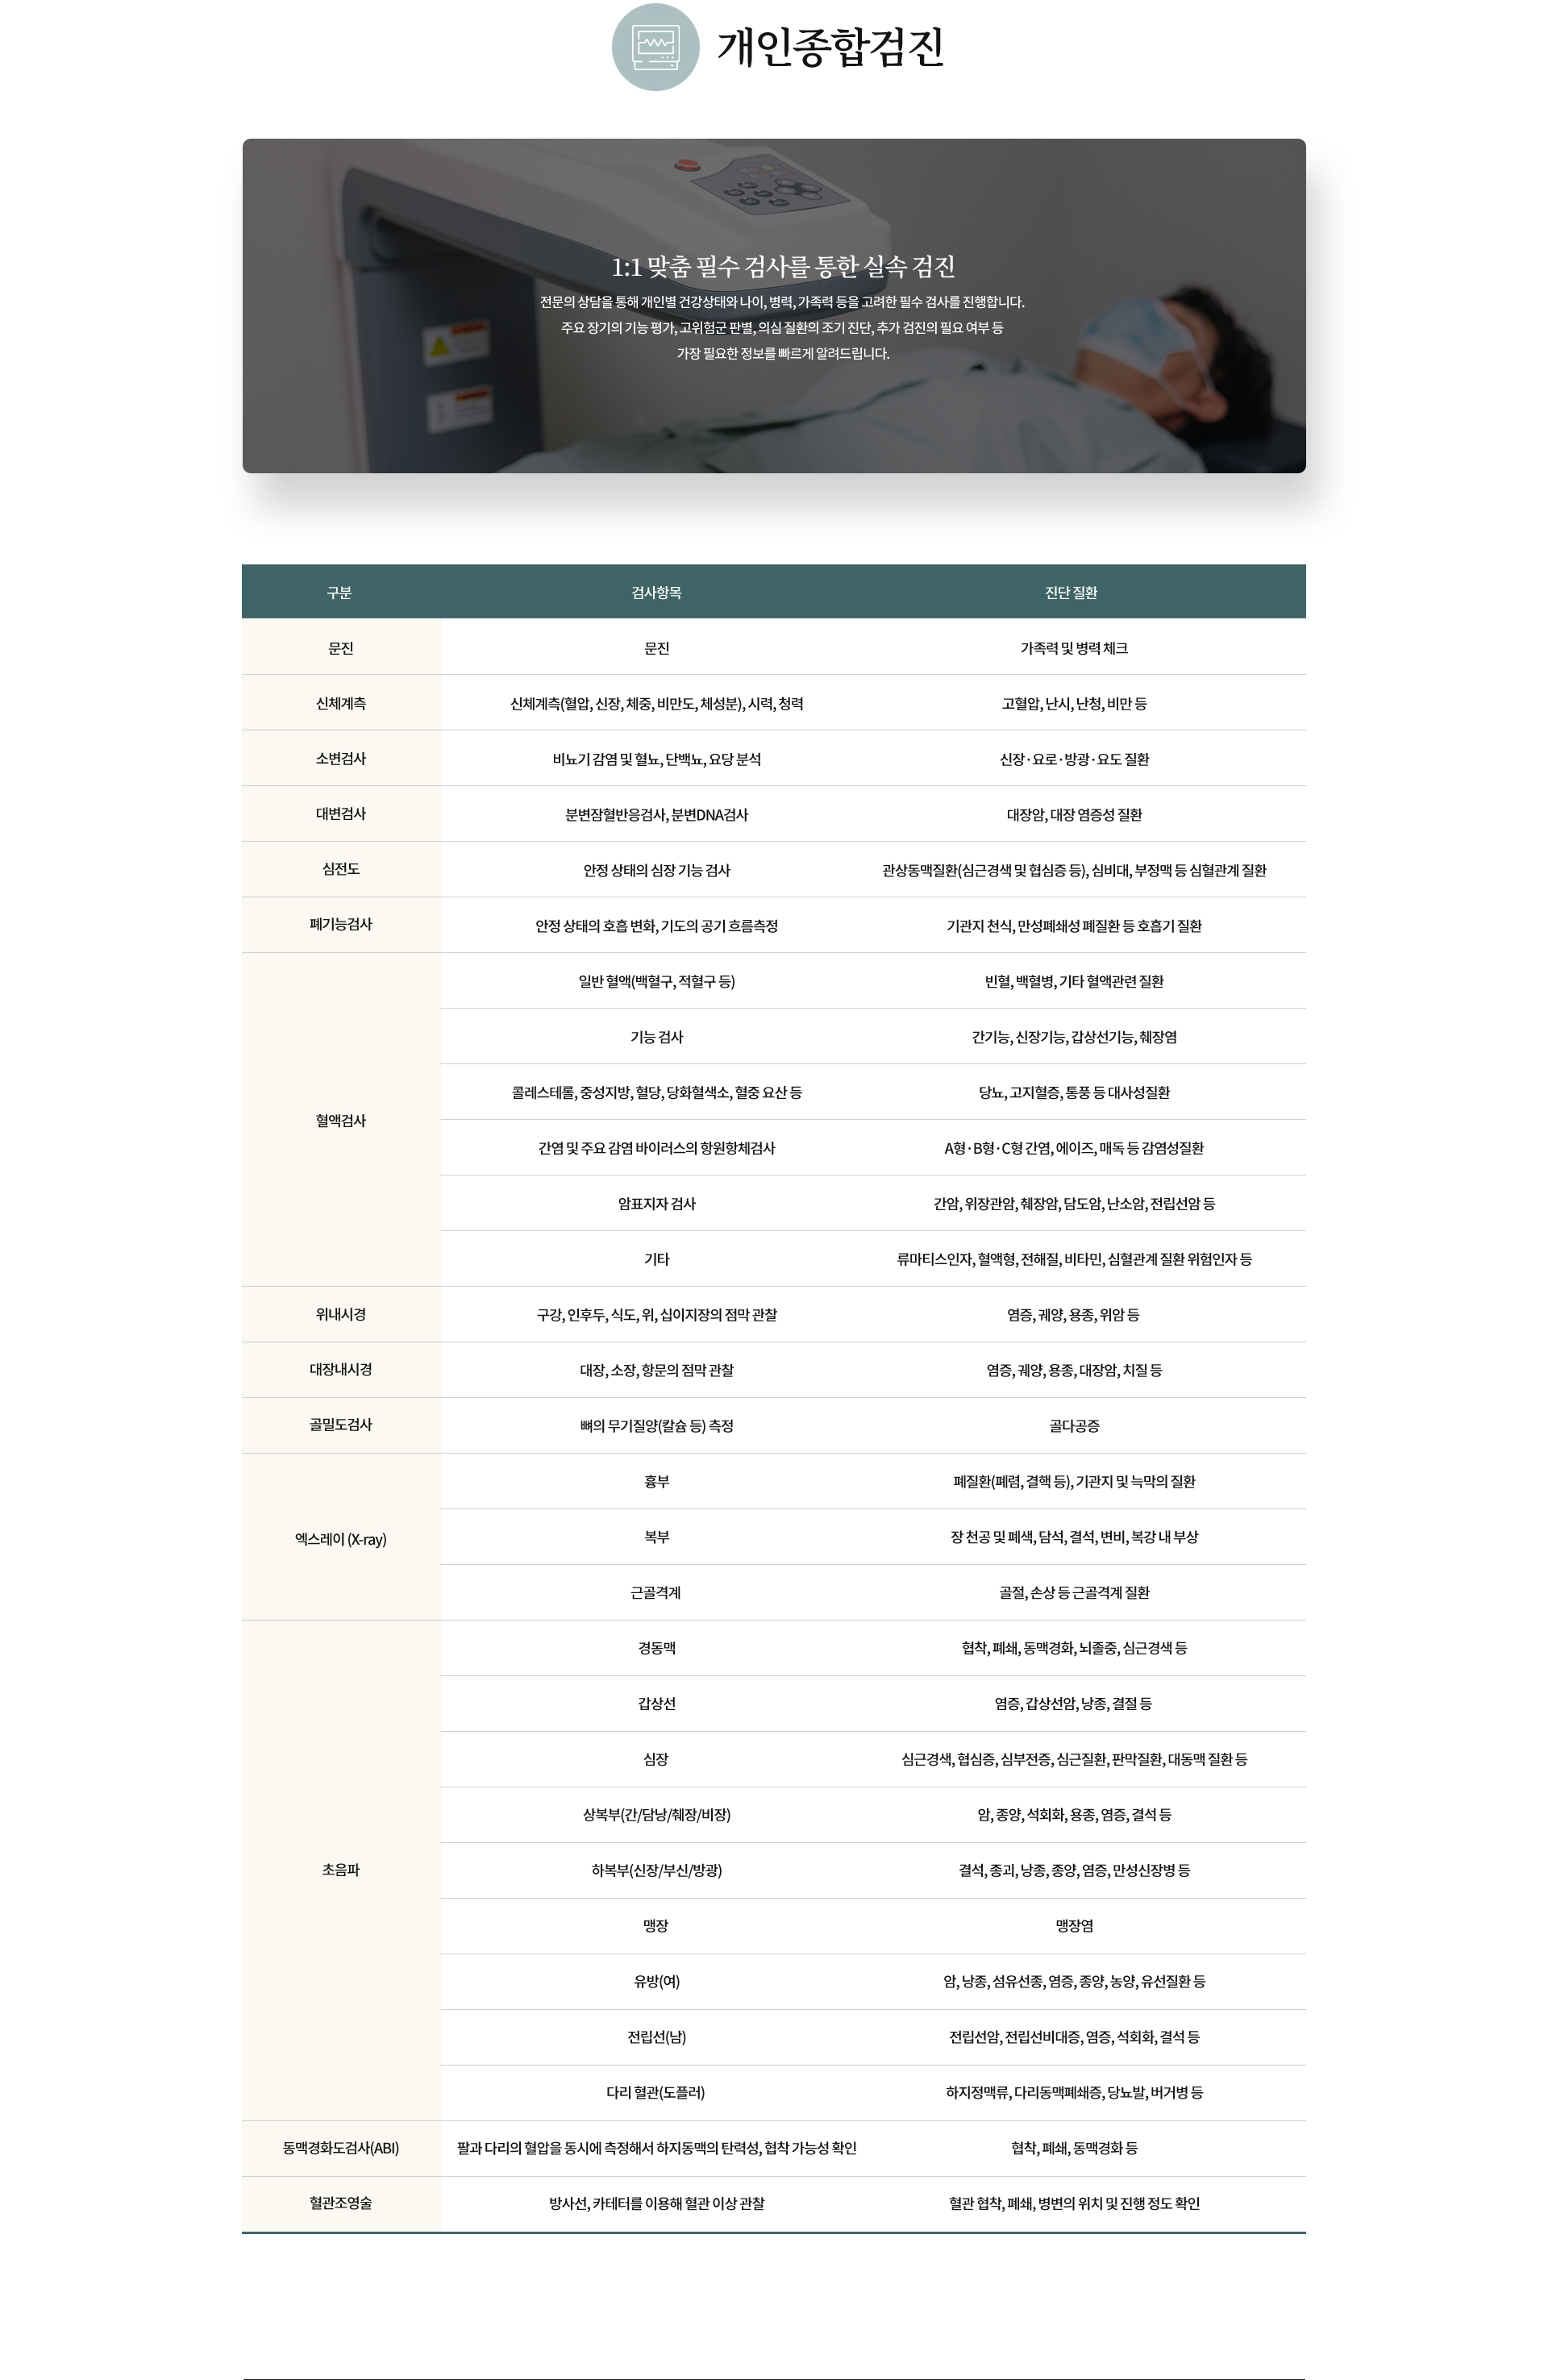 개인종합검진
1:1 맞춤 필수 검사를 통한 실속 검진
전문의 상담을 통해 개인별 건강상태와 나이, 병력, 가족력 등을 고려한 필수 검사를 진행합니다.
주요 장기의 기능 평가, 고위험군 판별, 의심 질환의 조기 진단, 추가 검진의 필요 여부 등
가장 필요한 정보를 빠르게 알려드립니다.
구분 검사항목 진단 질환
문진 문진 가족력 및 병력 체크
신체계측 신체계측(혈압, 신장, 체중, 비만도, 체성분), 시력, 청력 고혈압, 난시, 난청, 비만 등
소변검사 비뇨기 감염 및 혈뇨, 단백뇨, 요당 분석 신장·요로·방광·요도 질환
대변검사 분변잠혈반응검사, 분변DNA검사 대장암, 대장 염증성 질환
심전도 안정 상태의 심장 기능 검사 관상동맥질환(심근경색 및 협심증 등), 심비대, 부정맥 등 심혈관계 질환
폐기능검사 안정 상태의 호흡 변화, 기도의 공기 흐름측정 기관지 천식, 만성폐쇄성 폐질환 등 호흡기 질환
일반 혈액(백혈구, 적혈구 등) 빈혈, 백혈병, 기타 혈액관련 질환
기능 검사 간기능, 신장기능, 갑상선기능, 췌장염
콜레스테롤, 중성지방, 혈당, 당화혈색소, 혈중 요산 등 당뇨, 고지혈증, 통풍 등 대사성질환
혈액검사
간염 및 주요 감염 바이러스의 항원항체검사 A형·B형·C형 간염, 에이즈, 매독 등 감염성질환
암표지자 검사 간암, 위장관암, 췌장암, 담도암, 난소암, 전립선암 등
기타 류마티스인자, 혈액형, 전해질, 비타민, 심혈관계 질환 위험인자 등
위내시경 구강, 인후두, 식도, 위, 십이지장의 점막 관찰 염증, 궤양, 용종, 위암 등
대장내시경 대장, 소장, 항문의 점막 관찰 염증, 궤양, 용종, 대장암, 치질 등
골밀도검사 뼈의 무기질양(칼슘 등) 측정 골다공증
흉부 폐질환(폐렴, 결핵 등), 기관지 및 늑막의 질환
엑스레이 (X-ray) 복부 장 천공 및 폐색, 담석, 결석, 변비, 복강 내 부상
근골격계 골절, 손상 등 근골격계 질환
경동맥 협착, 폐쇄, 동맥경화, 뇌졸중, 심근경색 등
갑상선 염증, 갑상선암, 낭종, 결절 등
심장 심근경색, 협심증, 심부전증, 심근질환, 판막질환, 대동맥 질환 등
상복부(간/담낭/췌장/비장) 암, 종양, 석회화, 용종, 염증, 결석 등
초음파 하복부(신장/부신/방광) 결석, 종괴, 낭종, 종양, 염증, 만성신장병 등
맹장 맹장염
유방(여) 암, 낭종, 섬유선종, 염증, 종양, 농양, 유선질환 등
전립선(남) 전립선암, 전립선비대증, 염증, 석회화, 결석 등
다리 혈관(도플러) 하지정맥류, 다리동맥폐쇄증, 당뇨발, 버거병 등
동맥경화도검사(ABI) 팔과 다리의 혈압을 동시에 측정해서 하지동맥의 탄력성, 협착 가능성 확인 협착, 폐쇄, 동맥경화 등
혈관조영술 방사선, 카테터를 이용해 혈관 이상 관찰 혈관 협착, 폐쇄, 병변의 위치 및 진행 정도 확인